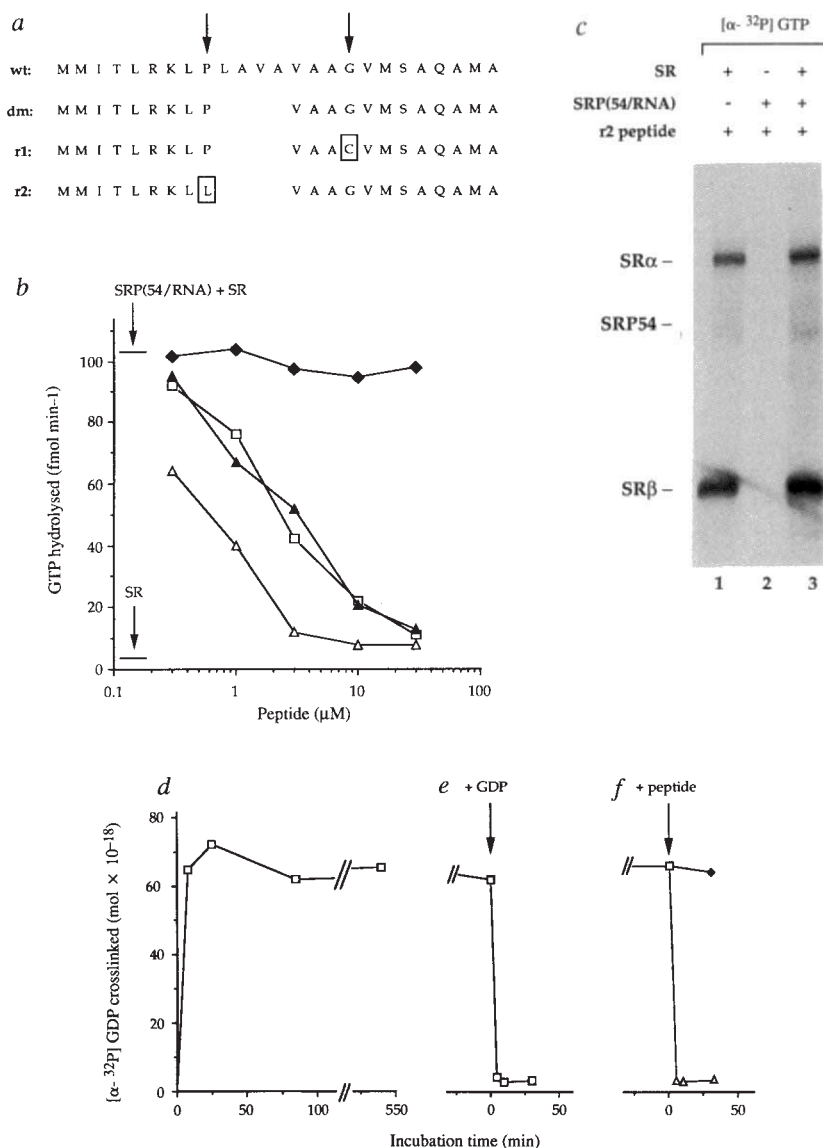 a
wt: M M I T L R K L P L A V A V A A G V M S A Q A M A
dm: M M I T L R K L P V A A G V M S A Q A M A
r1: M M I T L R K L P V A A C V M S A Q A M A
r2: M M I T L R K L L V A A G V M S A Q A M A
b
SRP(54/RNA) + SR
100
80
60
40
20
0
SR
GTP hydrolysed (fmol min–1)
0.1 1 10 100
Peptide (µM)
c
[α- ³²P] GTP
SR + - +
SRP(54/RNA) - + +
r2 peptide + + +
SRα –
SRP54 –
SRβ –
1 2 3
d
e + GDP
f + peptide
80
60
40
20
0
[α- ³²P] GDP crosslinked (mol × 10⁻¹⁸)
0 50 100 550 0 50 0 50
Incubation time (min)